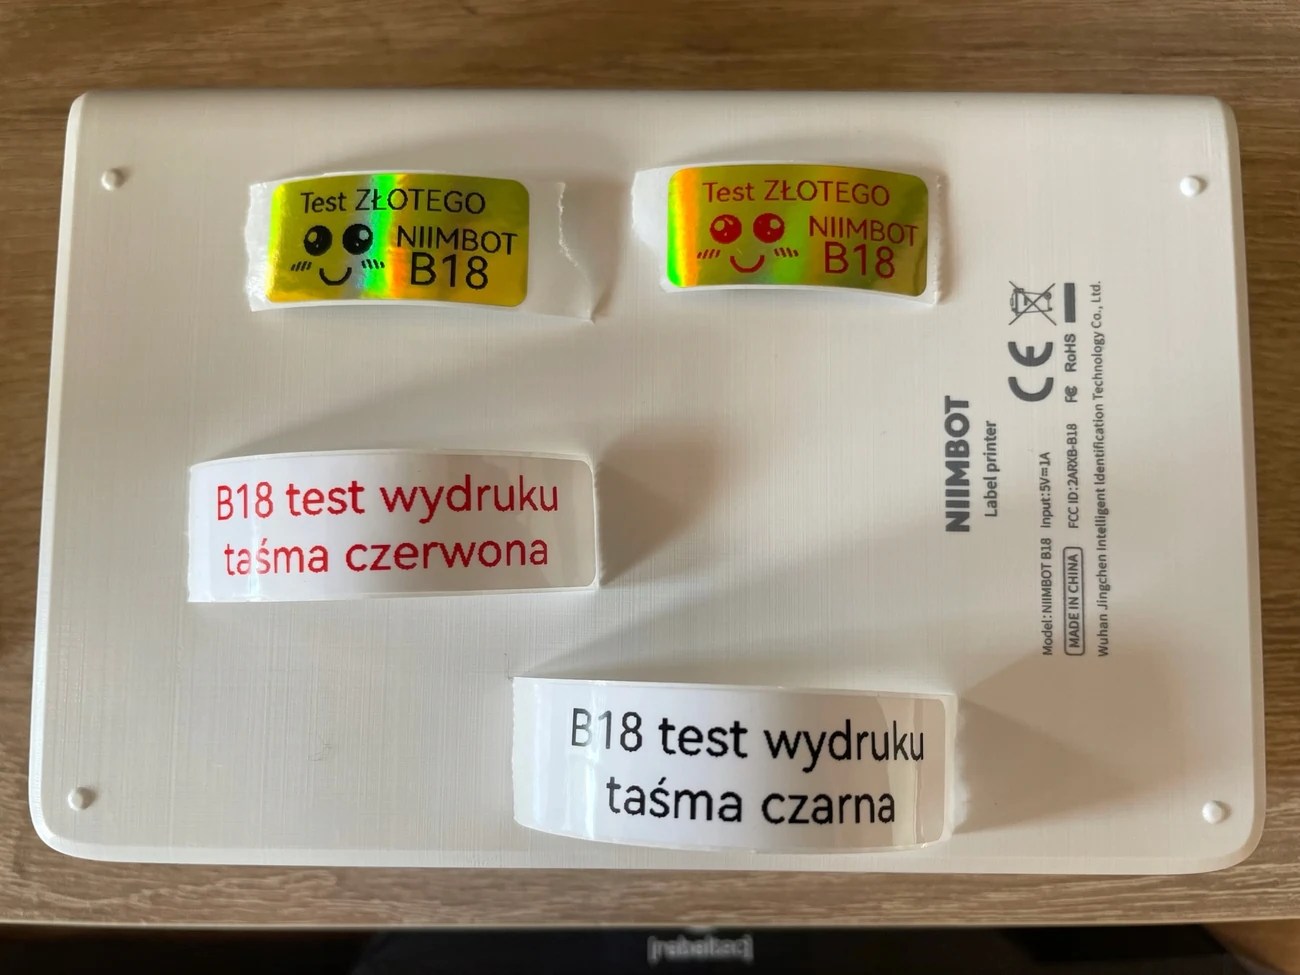 Test ZŁOTEGO
NIIMBOT
B18
Test ZŁOTEGO
NIIMBOT
B18
B18 test wydruku
taśma czerwona
B18 test wydruku
taśma czarna
NIIMBOT
Label printer
CE
Model:NIIMBOT B18 Input:5V=1A
MADE IN CHINA FCC ID:2ARXB-B18 FC RoHS
Wuhan Jingchen Intelligent Identification Technology Co., Ltd.